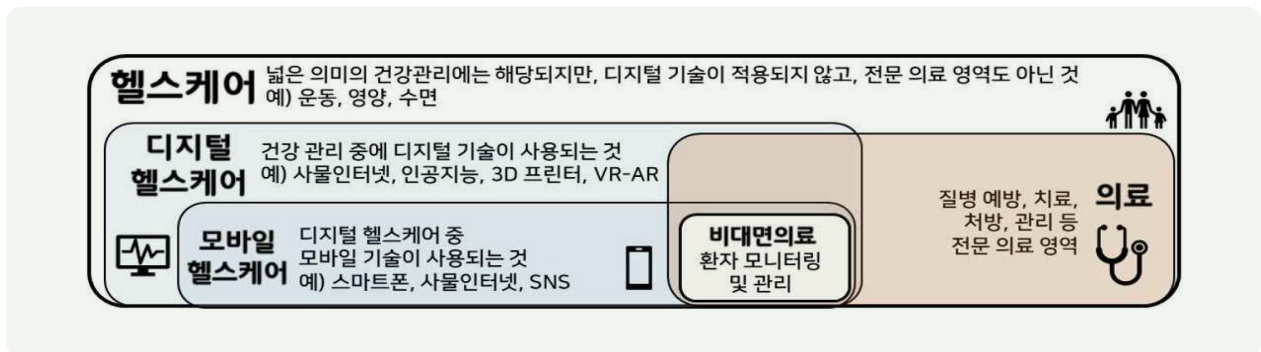 헬스케어
넓은 의미의 건강관리에는 해당되지만, 디지털 기술이 적용되지 않고, 전문 의료 영역도 아닌 것
예) 운동, 영양, 수면
디지털
헬스케어
건강 관리 중에 디지털 기술이 사용되는 것
예) 사물인터넷, 인공지능, 3D 프린터, VR-AR
모바일
헬스케어
디지털 헬스케어 중
모바일 기술이 사용되는 것
예) 스마트폰, 사물인터넷, SNS
비대면의료
환자 모니터링
및 관리
질병 예방, 치료,
처방, 관리 등
전문 의료 영역
의료